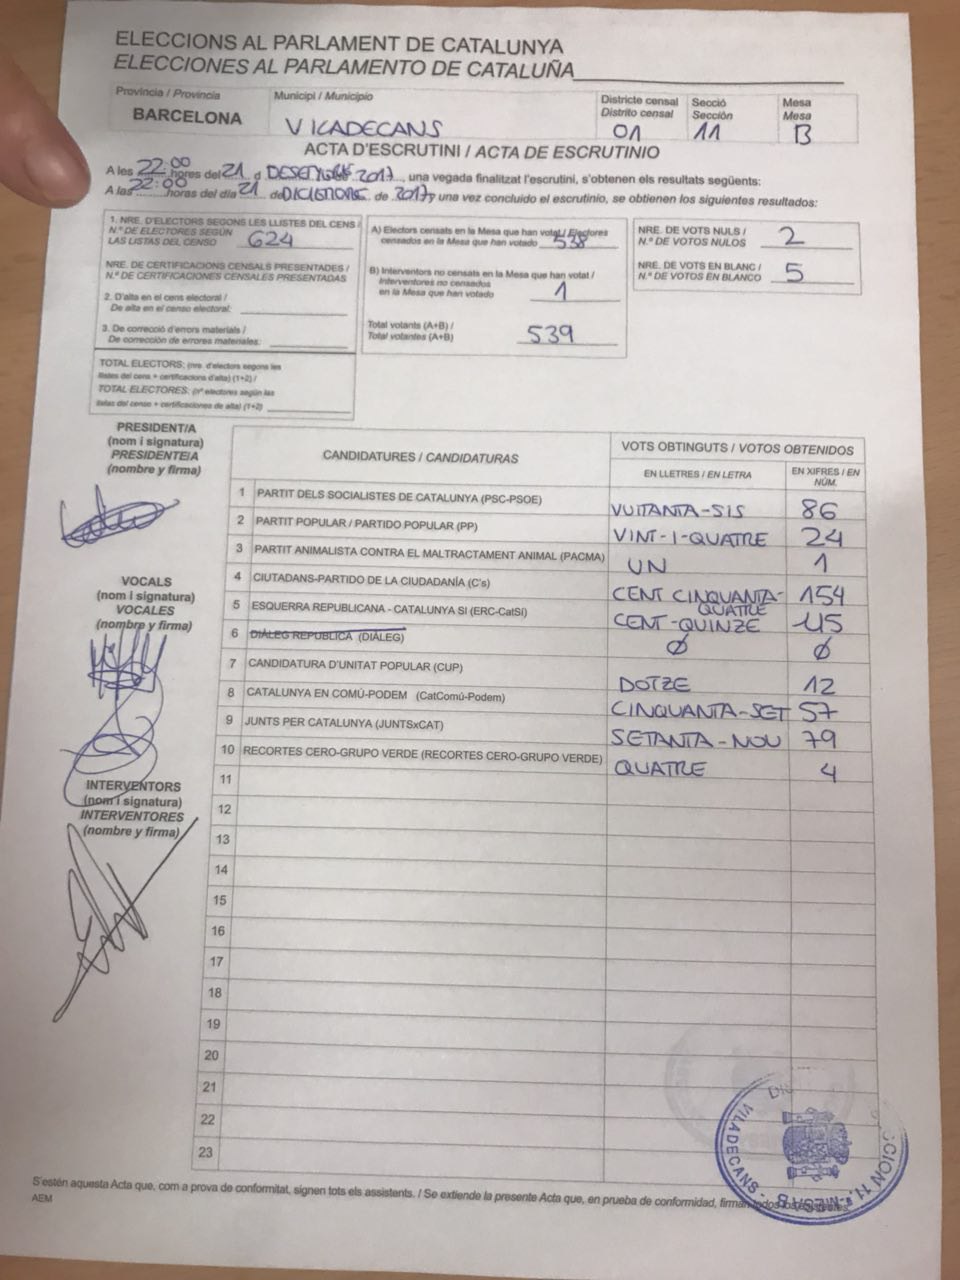 ELECCIONS AL PARLAMENT DE CATALUNYA
ELECCIONES AL PARLAMENTO DE CATALUÑA
Provincia / Provincia
BARCELONA
Municipi / Municipio
VILADECANS
Districte censal
Distrito censal
01
Secció
Sección
11
Mesa
Mesa
B
ACTA D'ESCRUTINI / ACTA DE ESCRUTINIO
A les 22:00 hores del 21 d DESEMBRE 2017, una vegada finalitzat l'escrutini, s'obtenen els resultats següents:
A las 22:00 horas del día 21 de DICIEMBRE de 2017 y una vez concluido el escrutinio, se obtienen los siguientes resultados:
1. NRE. D'ELECTORS SEGONS LES LLISTES DEL CENS /
N.º DE ELECTORES SEGÚN
LAS LISTAS DEL CENSO 624
NRE. DE CERTIFICACIONS CENSALS PRESENTADES /
N.º DE CERTIFICACIONES CENSALES PRESENTADAS
2. D'alta en el cens electoral /
De alta en el censo electoral:
3. De correcció d'errors materials /
De corrección de errores materiales:
TOTAL ELECTORS: (nre. d'electors segons les
llistes del cens + certificacions d'alta) (1+2) /
TOTAL ELECTORES: (nº electores según las
listas del censo + certificaciones de alta) (1+2)
A) Electors censats en la Mesa que han votat / Electores
censados en la Mesa que han votado 538
B) Interventors no censats en la Mesa que han votat /
Interventores no censados
en la Mesa que han votado 1
Total votants (A+B) /
Total votantes (A+B) 539
NRE. DE VOTS NULS /
N.º DE VOTOS NULOS 2
NRE. DE VOTS EN BLANC /
N.º DE VOTOS EN BLANCO 5
PRESIDENT/A
(nom i signatura)
PRESIDENTE/A
(nombre y firma)
VOCALS
(nom i signatura)
VOCALES
(nombre y firma)
INTERVENTORS
(nom i signatura)
INTERVENTORES
(nombre y firma)
CANDIDATURES / CANDIDATURAS
VOTS OBTINGUTS / VOTOS OBTENIDOS
EN LLETRES / EN LETRA
EN XIFRES / EN
NÚM.
1 PARTIT DELS SOCIALISTES DE CATALUNYA (PSC-PSOE) VUITANTA-SIS 86
2 PARTIT POPULAR / PARTIDO POPULAR (PP) VINT-I-QUATRE 24
3 PARTIT ANIMALISTA CONTRA EL MALTRACTAMENT ANIMAL (PACMA) UN 1
4 CIUTADANS-PARTIDO DE LA CIUDADANÍA (C's) CENT CINQUANTA-QUATRE 154
5 ESQUERRA REPUBLICANA - CATALUNYA SI (ERC-CatSí) CENT-QUINZE 115
6 DIÀLEG REPUBLICÀ (DIÀLEG) Ø Ø
7 CANDIDATURA D'UNITAT POPULAR (CUP) DOTZE 12
8 CATALUNYA EN COMÚ-PODEM (CatComú-Podem) CINQUANTA-SET 57
9 JUNTS PER CATALUNYA (JUNTSxCAT) SETANTA-NOU 79
10 RECORTES CERO-GRUPO VERDE (RECORTES CERO-GRUPO VERDE) QUATRE 4
11
12
13
14
15
16
17
18
19
20
21
22
23
VILADECANS
MESA B
S'estén aquesta Acta que, com a prova de conformitat, signen tots els assistents. / Se extiende la presente Acta que, en prueba de conformidad, firman todos los asistentes.
AEM